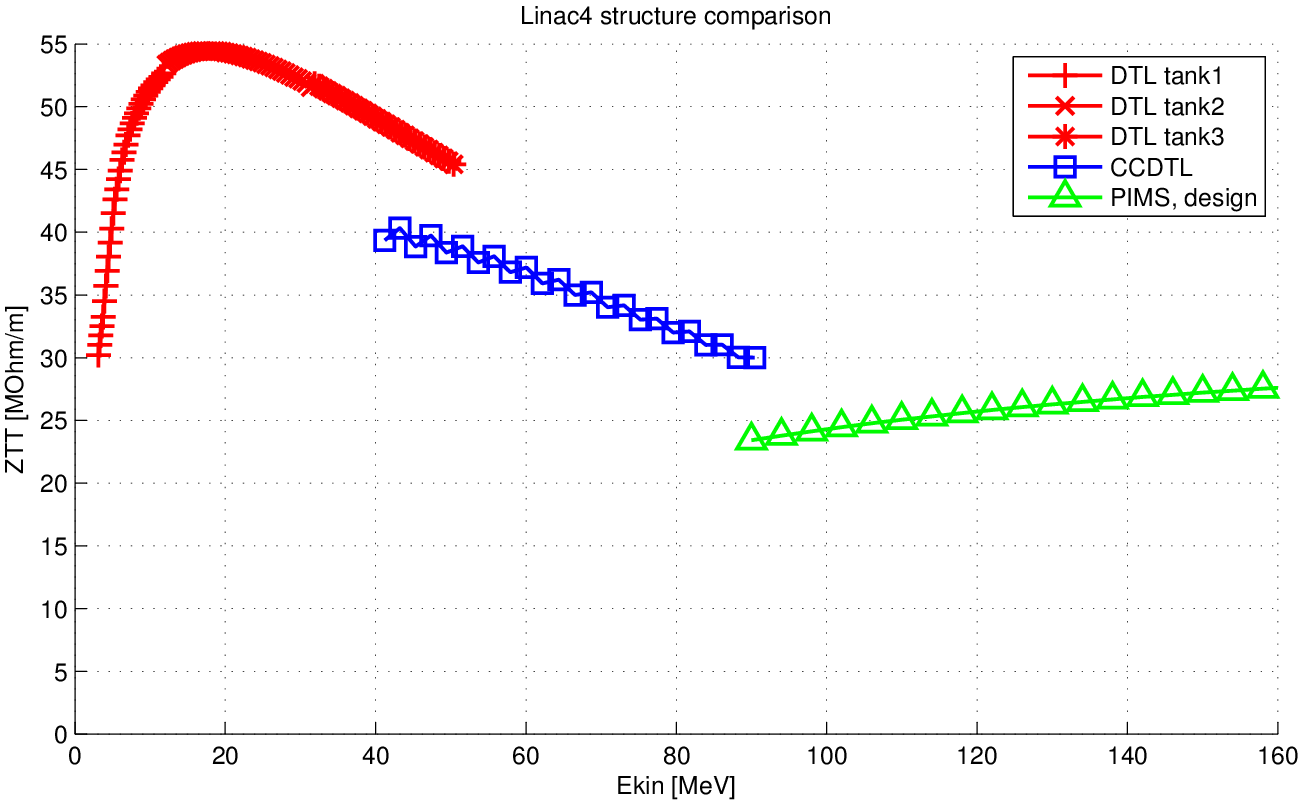 Linac4 structure comparison
55
50
45
40
35
30
25
20
15
10
5
0
ZTT [MOhm/m]
DTL tank1
DTL tank2
DTL tank3
CCDTL
PIMS, design
0 20 40 60 80 100 120 140 160
Ekin [MeV]